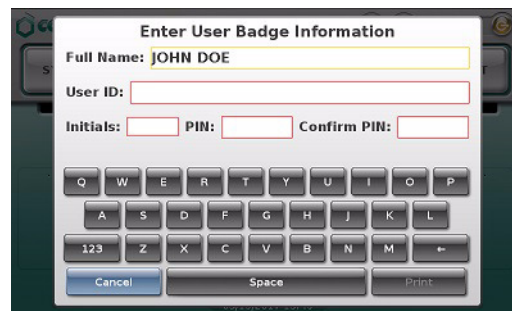 Enter User Badge Information
Full Name: JOHN DOE
User ID:
Initials: PIN: Confirm PIN:
Q W E R T Y U I O P
A S D F G H J K L
123 Z X C V B N M ←
Cancel Space Print